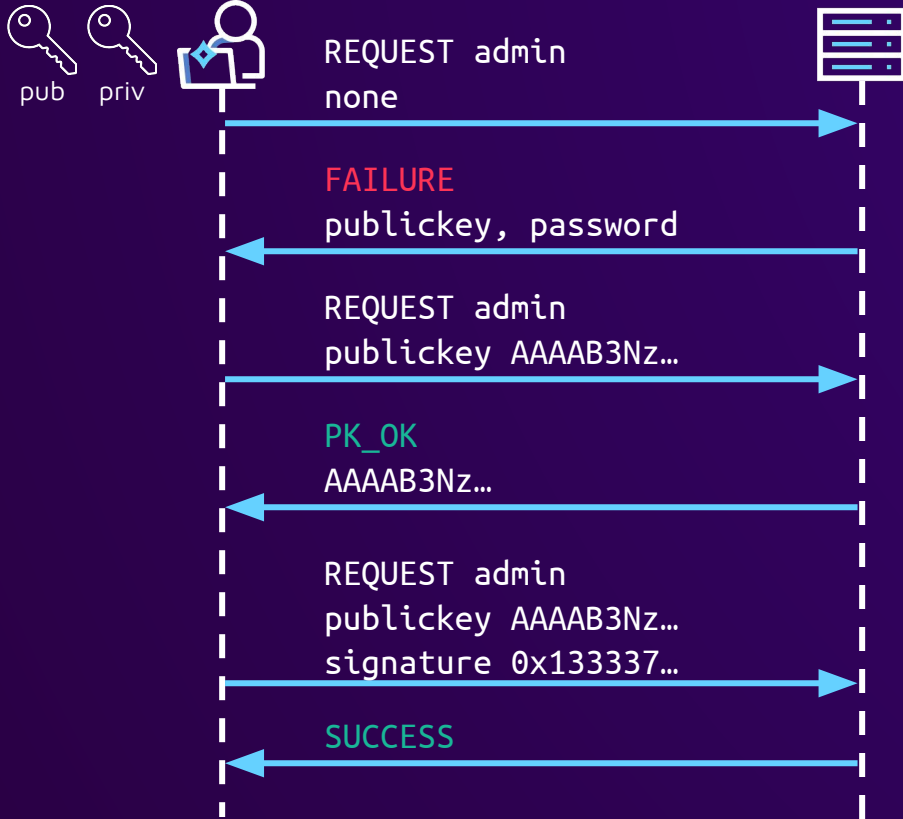 pub priv
REQUEST admin
none
FAILURE
publickey, password
REQUEST admin
publickey AAAAB3Nz…
PK_OK
AAAAB3Nz…
REQUEST admin
publickey AAAAB3Nz…
signature 0x133337…
SUCCESS